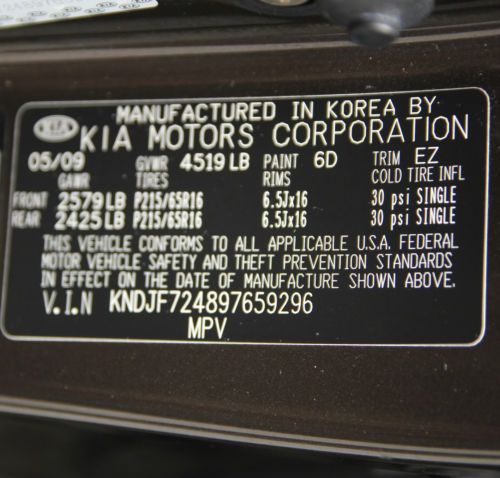 MANUFACTURED IN KOREA BY
KIA KIA MOTORS CORPORATION
05/09 GVWR 4519 LB PAINT 6D TRIM EZ
GAWR TIRES RIMS COLD TIRE INFL
FRONT 2579 LB P215/65R16 6.5Jx16 30 psi SINGLE
REAR 2425 LB P215/65R16 6.5Jx16 30 psi SINGLE
THIS VEHICLE CONFORMS TO ALL APPLICABLE U.S.A. FEDERAL
MOTOR VEHICLE SAFETY AND THEFT PREVENTION STANDARDS
IN EFFECT ON THE DATE OF MANUFACTURE SHOWN ABOVE.
V.I.N KNDJF724897659296
MPV